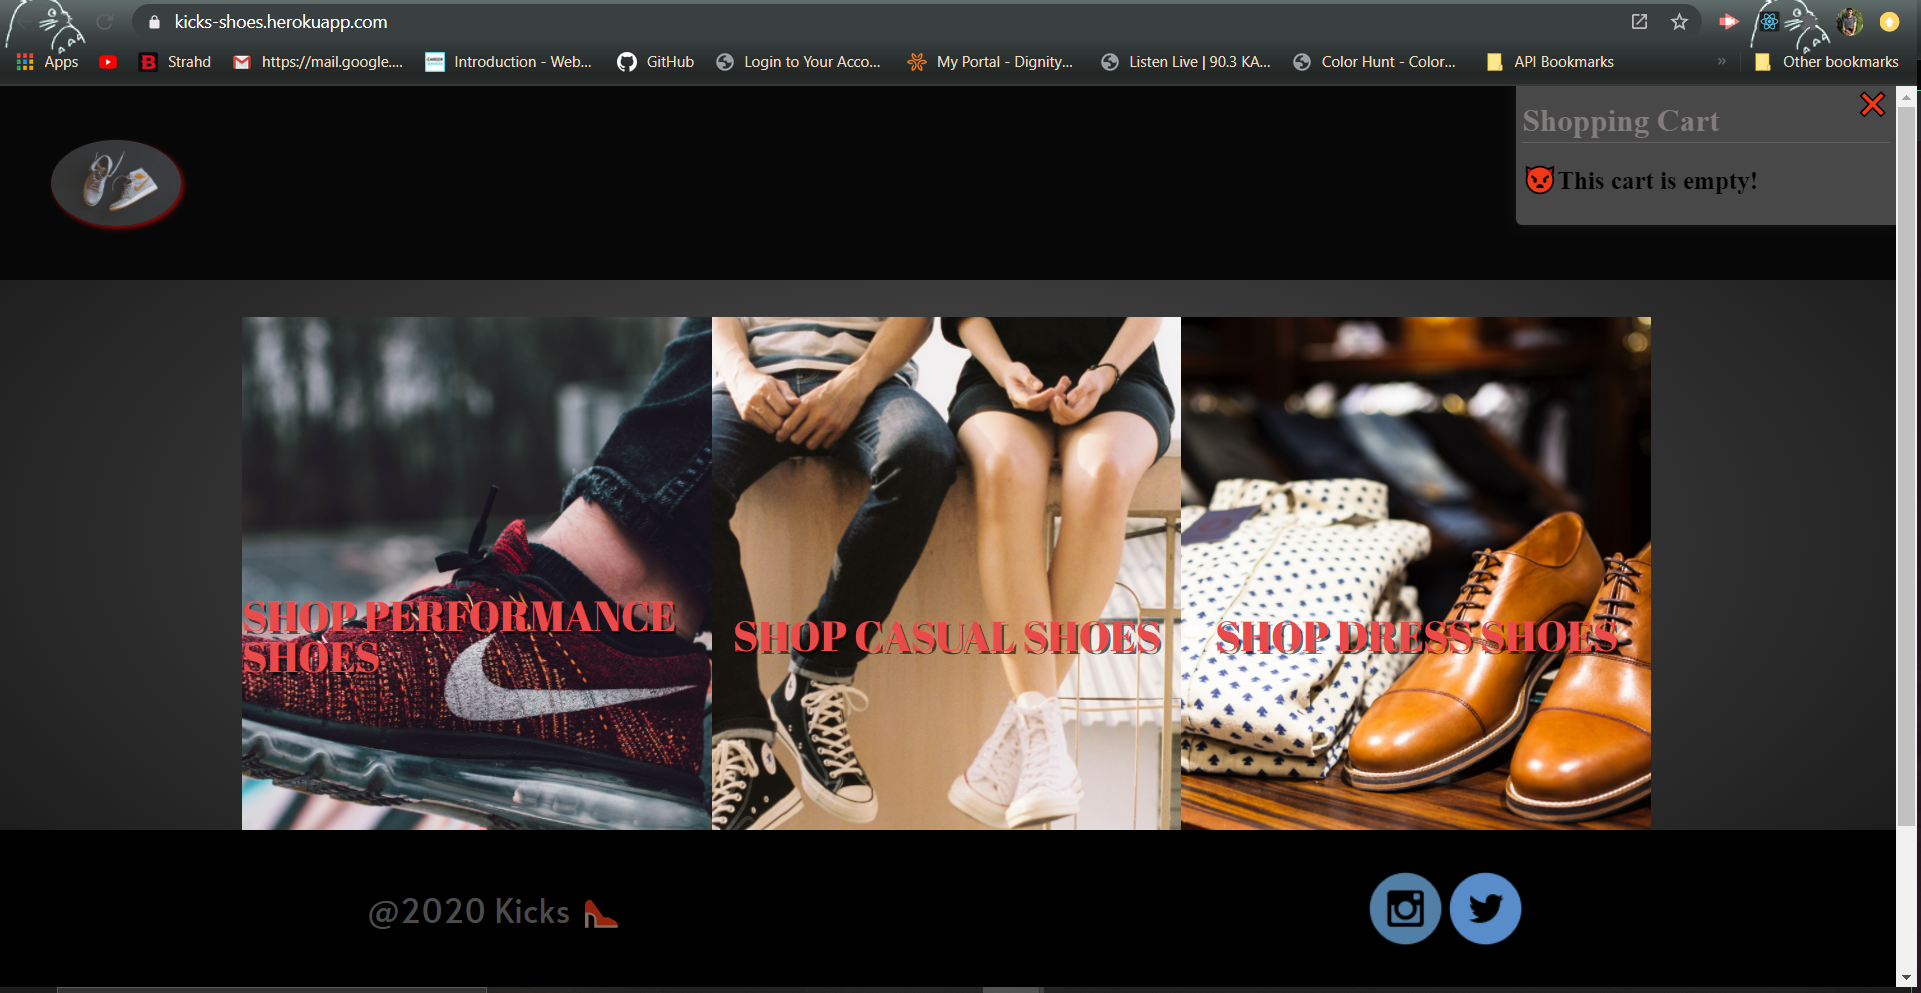 kicks-shoes.herokuapp.com
Apps
Strahd
https://mail.google....
Introduction - Web...
GitHub
Login to Your Acco...
My Portal - Dignity...
Listen Live | 90.3 KA...
Color Hunt - Color...
API Bookmarks
»
Other bookmarks
Shopping Cart
This cart is empty!
SHOP PERFORMANCE
SHOES
SHOP CASUAL SHOES
SHOP DRESS SHOES
@2020 Kicks